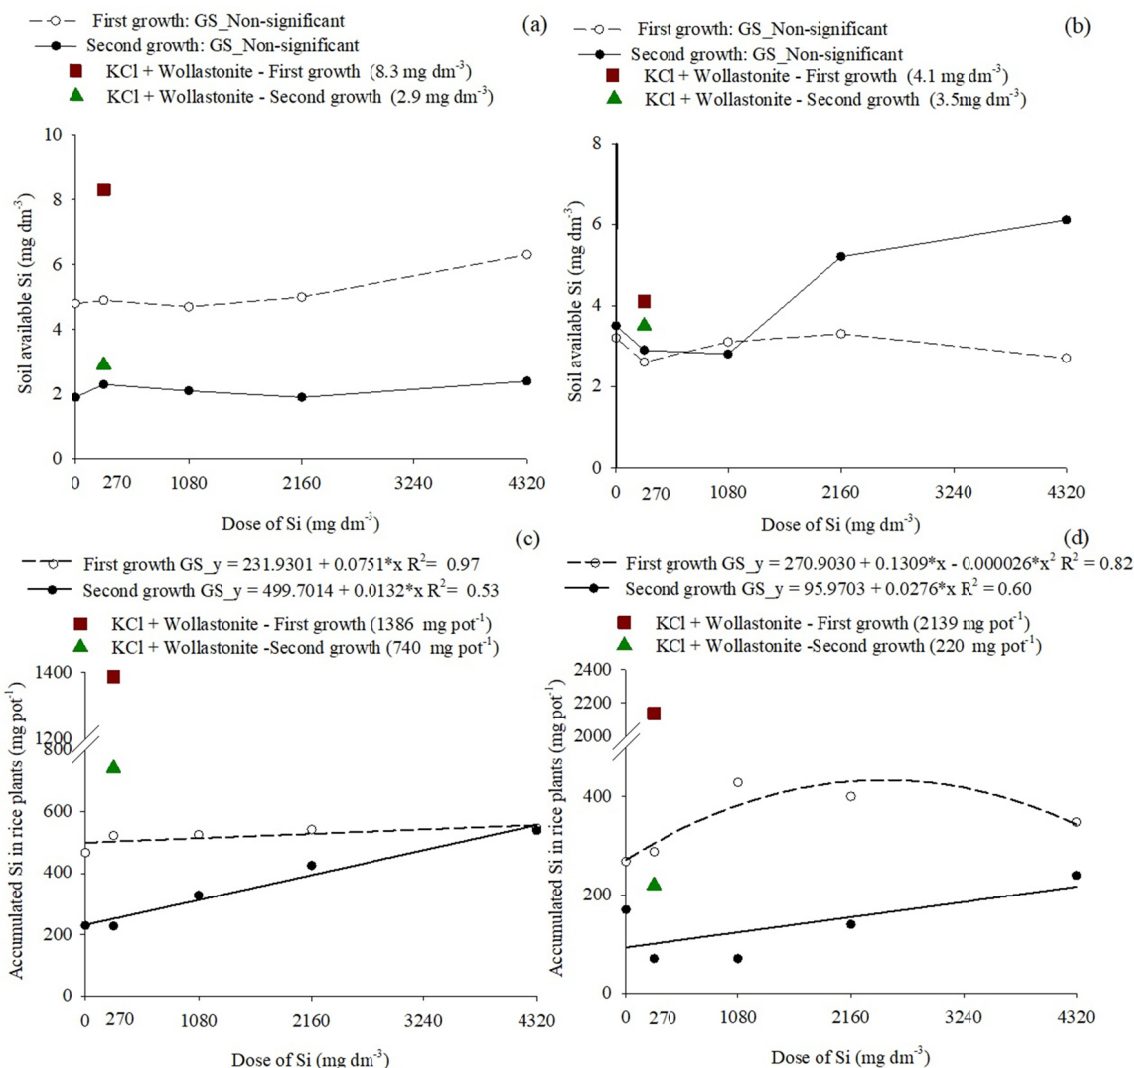 First growth: GS_Non-significant
(a)
Second growth: GS_Non-significant
KCl + Wollastonite - First growth (8.3 mg dm⁻³)
KCl + Wollastonite - Second growth (2.9 mg dm⁻³)
10
8
6
4
2
0
Soil available Si (mg dm⁻³)
0 270 1080 2160 3240 4320
Dose of Si (mg dm⁻³)
First growth: GS_Non-significant
(b)
Second growth: GS_Non-significant
KCl + Wollastonite - First growth (4.1 mg dm⁻³)
KCl + Wollastonite - Second growth (3.5mg dm⁻³)
8
6
4
2
0
Soil available Si (mg dm⁻³)
0 270 1080 2160 3240 4320
Dose of Si (mg dm⁻³)
(c)
First growth GS_y = 231.9301 + 0.0751*x R²= 0.97
Second growth GS_y = 499.7014 + 0.0132*x R²= 0.53
KCl + Wollastonite - First growth (1386 mg pot⁻¹)
KCl + Wollastonite -Second growth (740 mg pot⁻¹)
1400
1200
800
600
400
200
0
Accumulated Si in rice plants (mg pot⁻¹)
0 270 1080 2160 3240 4320
Dose of Si (mg dm⁻³)
(d)
First growth GS_y = 270.9030 + 0.1309*x - 0.000026*x² R² = 0.82
Second growth GS_y = 95.9703 + 0.0276*x R² = 0.60
KCl + Wollastonite - First growth (2139 mg pot⁻¹)
KCl + Wollastonite -Second growth (220 mg pot⁻¹)
2400
2200
2000
400
200
0
Accumulated Si in rice plants (mg pot⁻¹)
0 270 1080 2160 3240 4320
Dose of Si (mg dm⁻³)